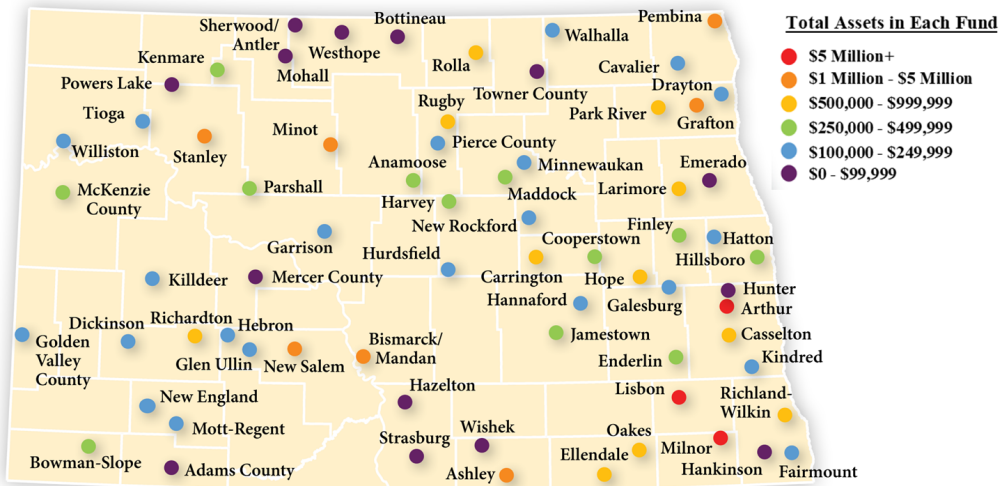 Total Assets in Each Fund
$5 Million+
$1 Million - $5 Million
$500,000 - $999,999
$250,000 - $499,999
$100,000 - $249,999
$0 - $99,999
Pembina
Bottineau
Sherwood/
Antler
Westhope
Walhalla
Kenmare
Mohall
Rolla
Cavalier
Powers Lake
Towner County
Drayton
Tioga
Rugby
Park River
Grafton
Minot
Stanley
Williston
Pierce County
Anamoose
Minnewaukan
Emerado
McKenzie
County
Parshall
Harvey
Maddock
Larimore
New Rockford
Garrison
Hurdsfield
Cooperstown
Finley
Hatton
Hillsboro
Killdeer
Mercer County
Carrington
Hope
Hannaford
Galesburg
Hunter
Arthur
Golden
Valley
County
Dickinson
Richardton
Hebron
Glen Ullin
New Salem
Bismarck/
Mandan
Jamestown
Casselton
Enderlin
Kindred
Hazelton
Lisbon
Richland-
Wilkin
New England
Mott-Regent
Strasburg
Wishek
Oakes
Ellendale
Milnor
Bowman-Slope
Adams County
Ashley
Hankinson
Fairmount